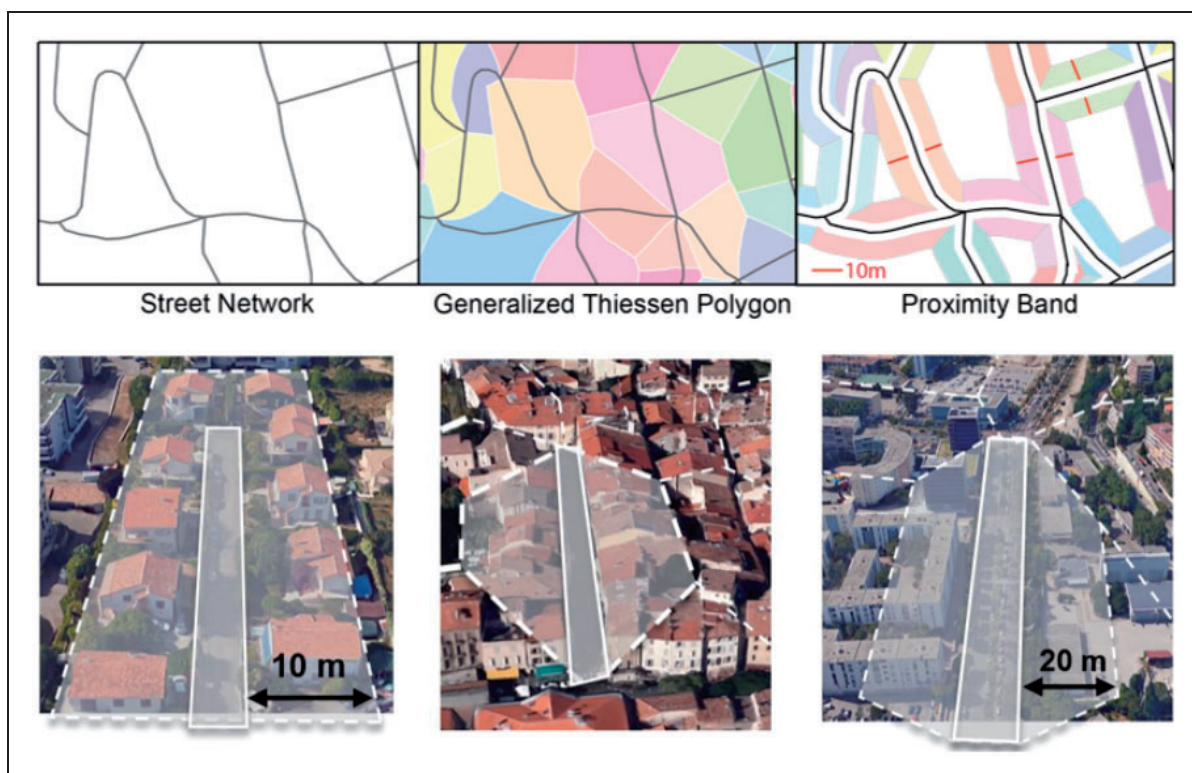 10m
Street Network
Generalized Thiessen Polygon
Proximity Band
10 m
20 m